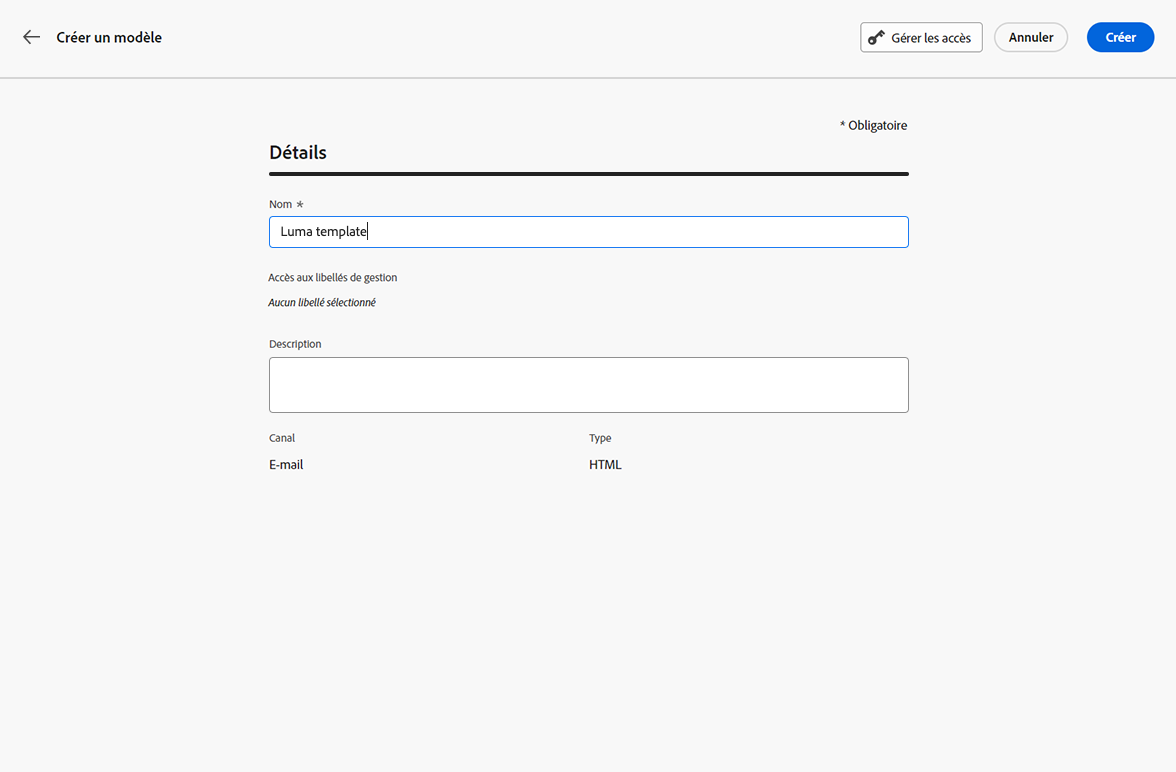 Créer un modèle
Gérer les accès
Annuler
Créer
* Obligatoire
Détails
Nom *
Luma template
Accès aux libellés de gestion
Aucun libellé sélectionné
Description
Canal
Type
E-mail
HTML